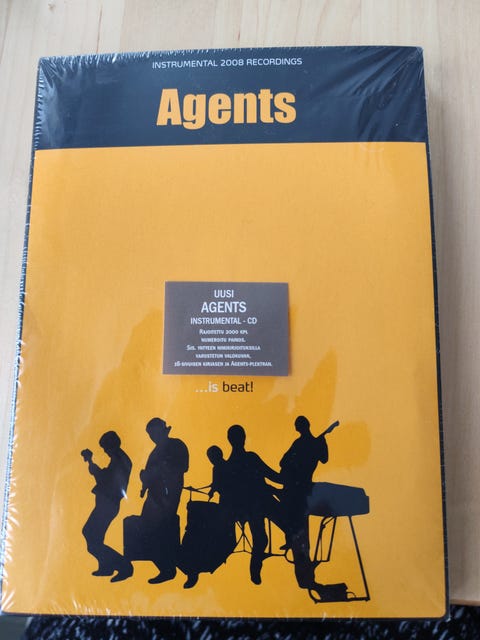 INSTRUMENTAL 2008 RECORDINGS
Agents
UUSI
AGENTS
INSTRUMENTAL - CD
RAJOITETTU 2000 KPL
NUMEROITU PAINOS.
SIS. YHTYEEN NIMIKIRJOITUKSILLA
VARUSTETUN VALOKUVAN,
16-SIVUISEN KIRJASEN JA AGENTS-PLEKTRAN.
...is beat!